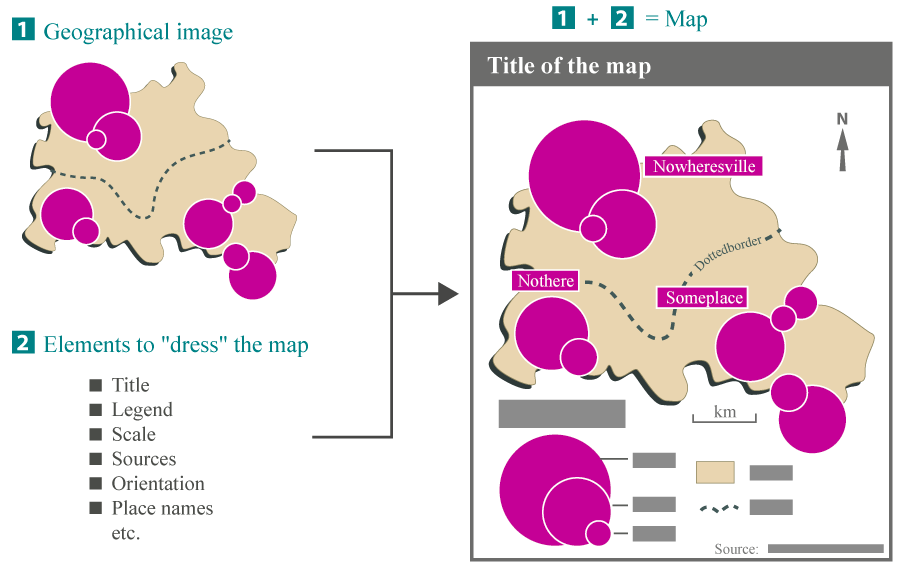 1 Geographical image
2 Elements to "dress" the map
■ Title
■ Legend
■ Scale
■ Sources
■ Orientation
■ Place names
etc.
1 + 2 = Map
Title of the map
N
Nowheresville
Dottedborder
Nothere
Someplace
km
Source: